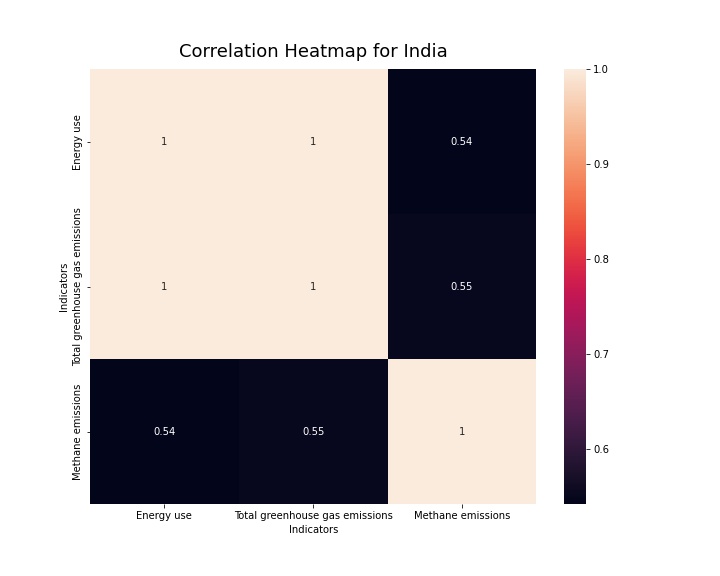 Correlation Heatmap for India
Energy use
Total greenhouse gas emissions
Methane emissions
Indicators
1 1 0.54
1 1 0.55
0.54 0.55 1
Energy use Total greenhouse gas emissions Methane emissions
Indicators
1.0
0.9
0.8
0.7
0.6